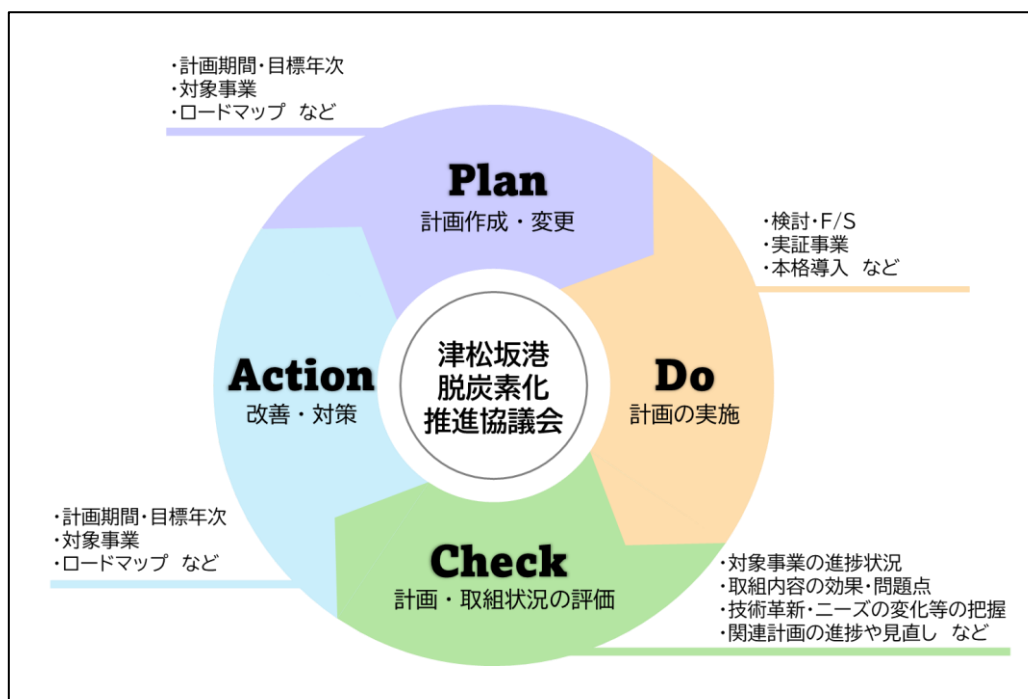 ・計画期間・目標年次
・対象事業
・ロードマップ など
Plan
計画作成・変更
・検討・F/S
・実証事業
・本格導入 など
津松坂港
脱炭素化
推進協議会
Action
改善・対策
Do
計画の実施
・計画期間・目標年次
・対象事業
・ロードマップ など
Check
計画・取組状況の評価
・対象事業の進捗状況
・取組内容の効果・問題点
・技術革新・ニーズの変化等の把握
・関連計画の進捗や見直し など